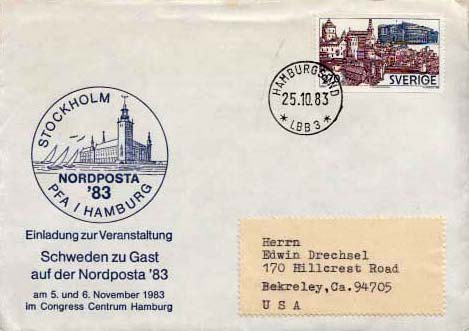 STOCKHOLM
NORDPOSTA
'83
PFA I HAMBURG
Einladung zur Veranstaltung
Schweden zu Gast
auf der Nordposta '83
am 5. und 6. November 1983
im Congress Centrum Hamburg
SVERIGE
25.10.83
* LBB 3 *
Herrn
Edwin Drechsel
170 Hillcrest Road
Bekreley,Ca.94705
U S A